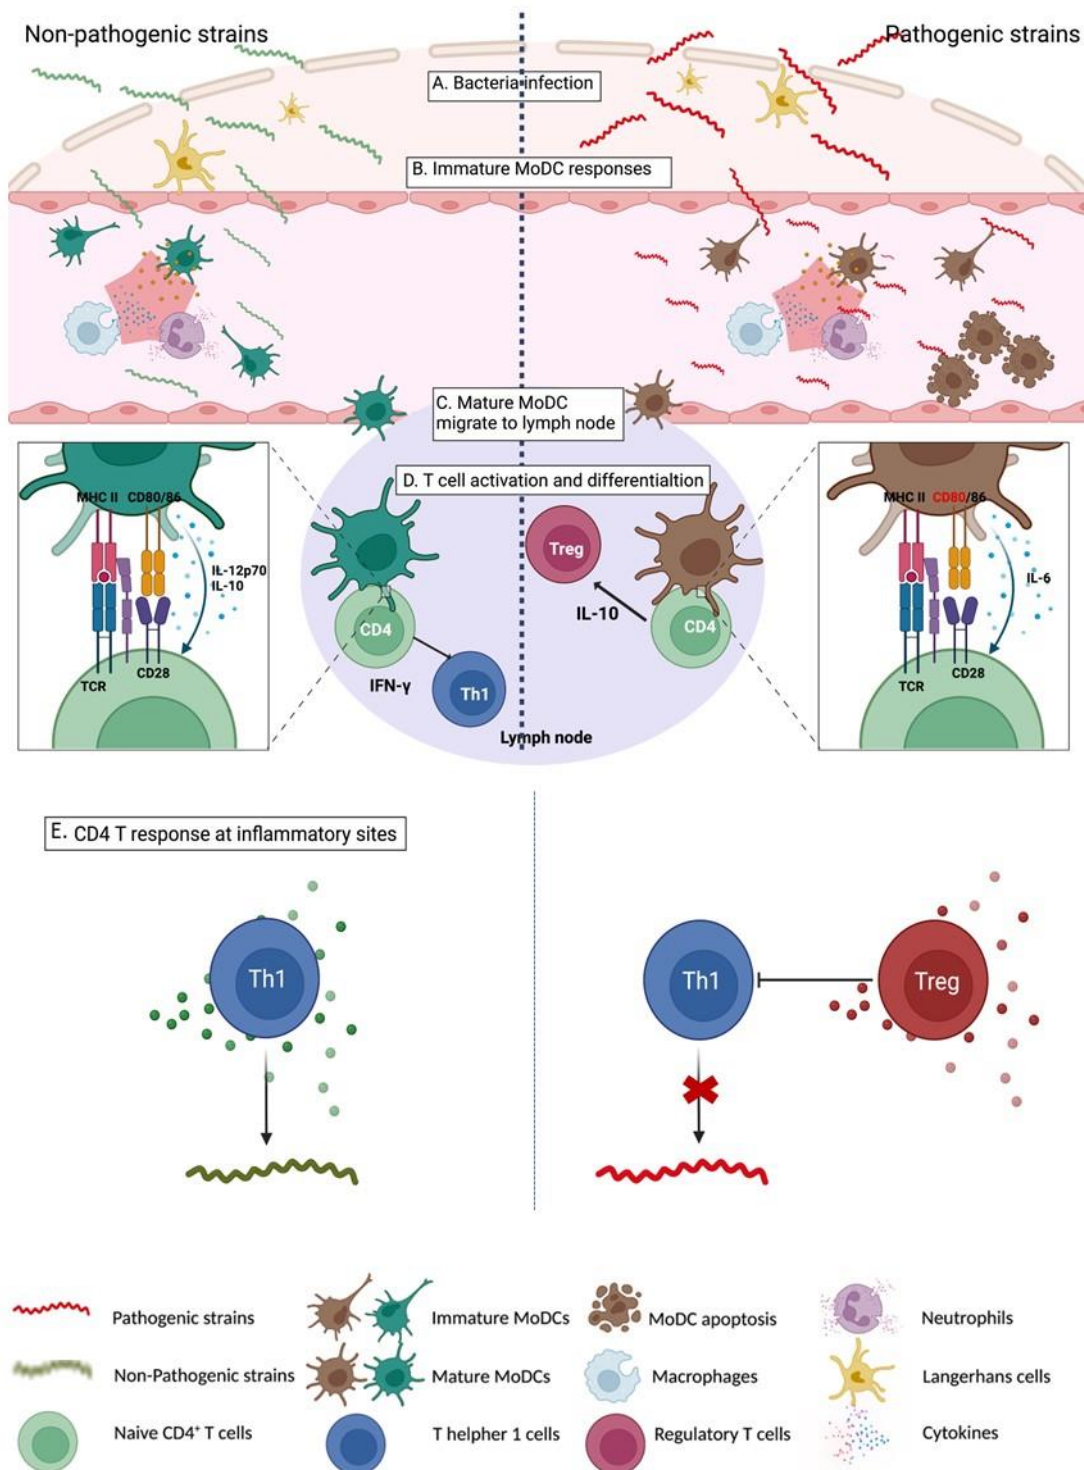 Non-pathogenic strains
Pathogenic strains
A. Bacteria infection
B. Immature MoDC responses
C. Mature MoDC
migrate to lymph node
D. T cell activation and differentialtion
MHC II CD80/86
IL-12p70
IL-10
TCR
CD28
CD4
IFN-γ
Th1
Treg
IL-10
CD4
Lymph node
MHC II CD80/86
IL-6
TCR
CD28
E. CD4 T response at inflammatory sites
Th1
Th1
Treg
Pathogenic strains
Immature MoDCs
MoDC apoptosis
Neutrophils
Non-Pathogenic strains
Mature MoDCs
Macrophages
Langerhans cells
Naive CD4⁺ T cells
T helpher 1 cells
Regulatory T cells
Cytokines